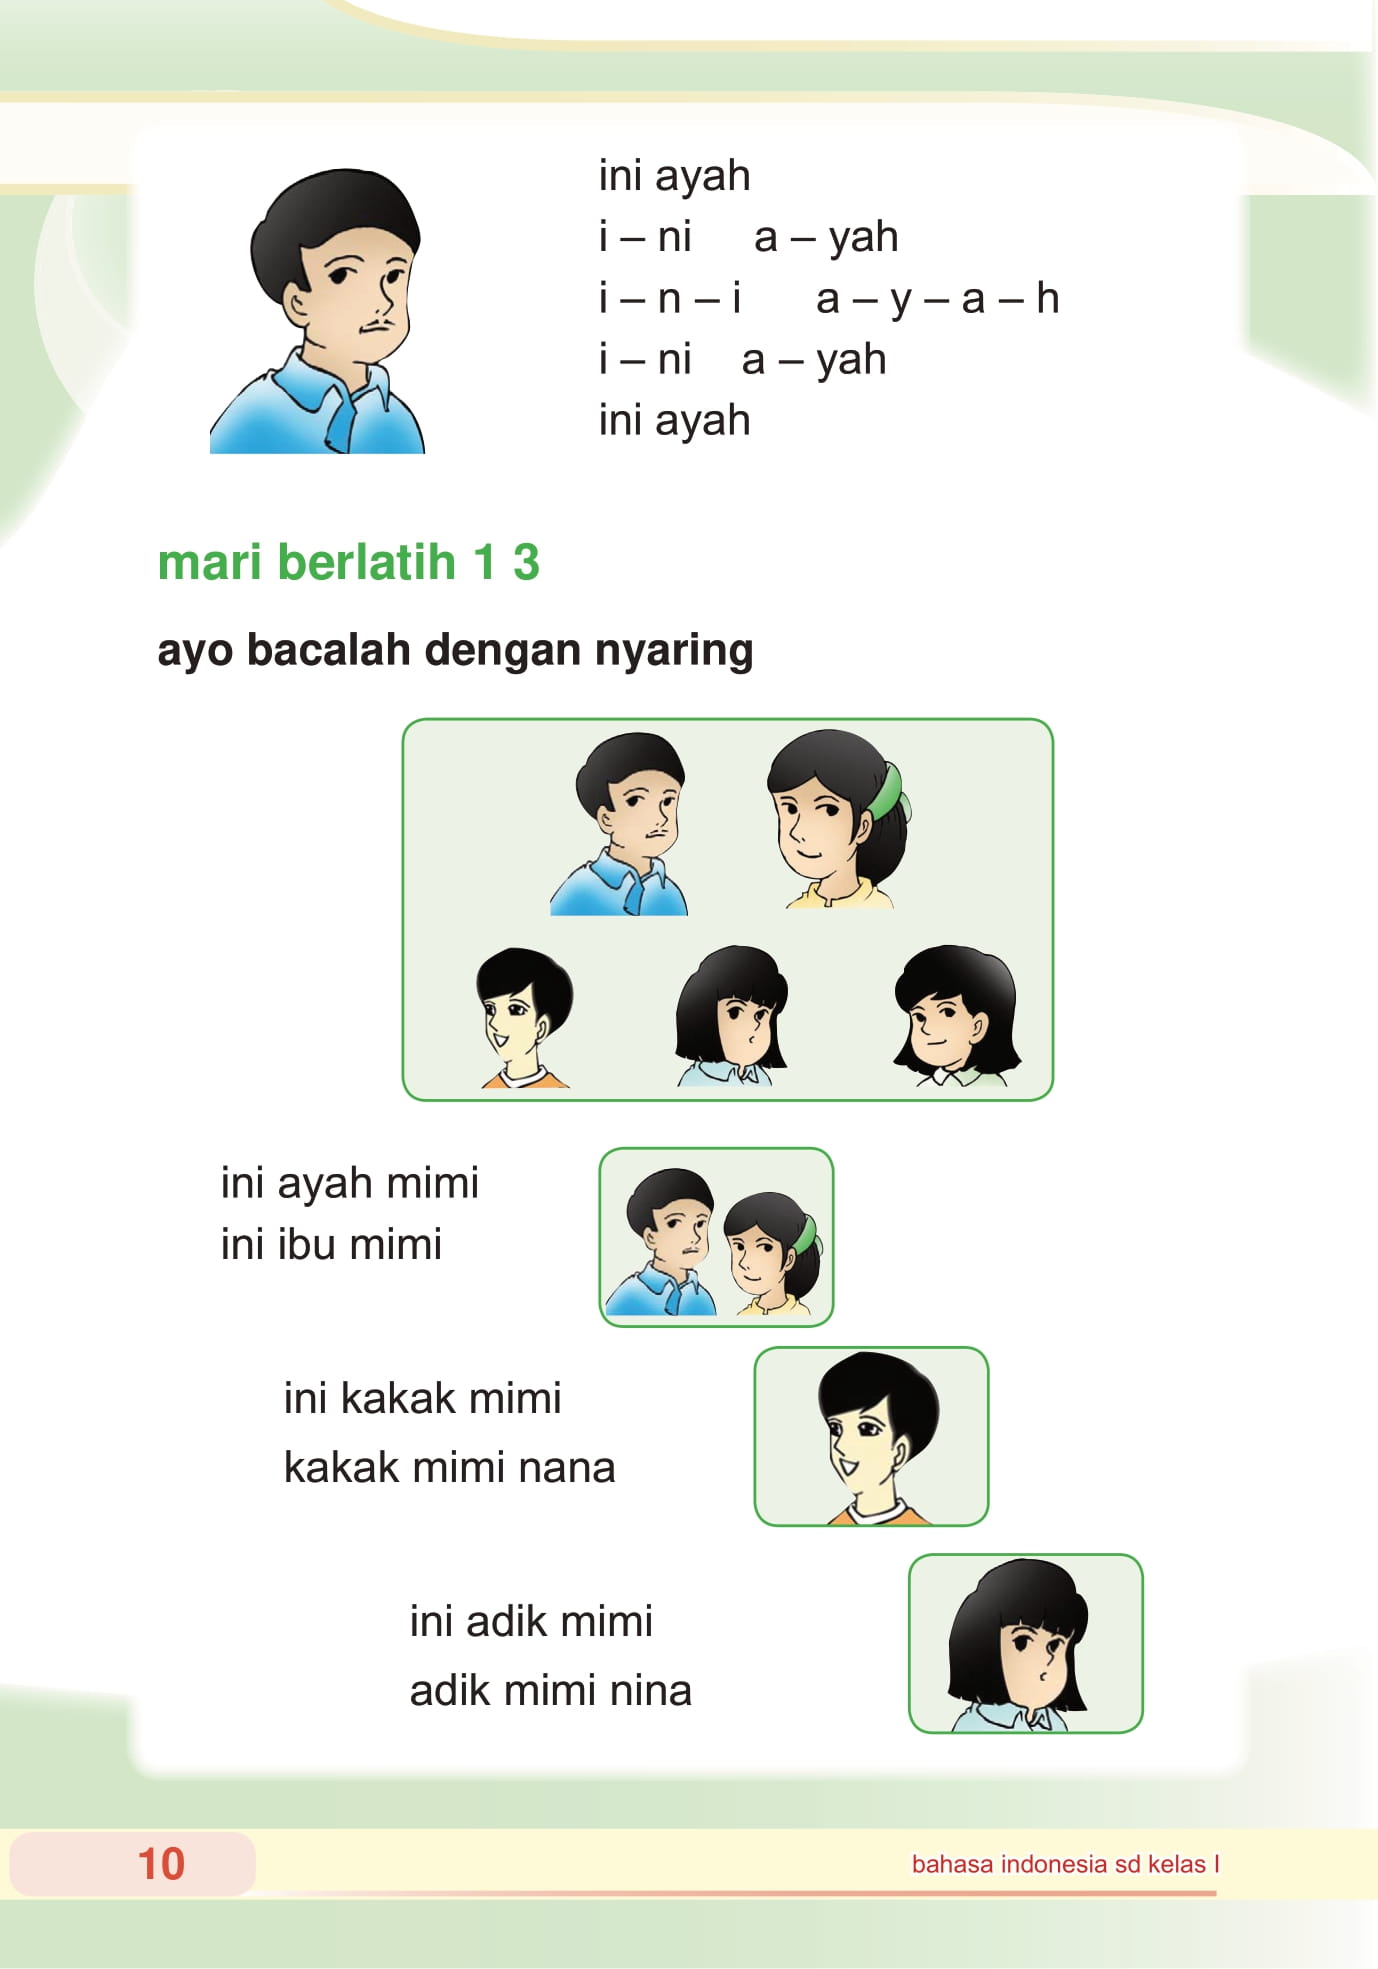 ini ayah
i – ni a – yah
i – n – i a – y – a – h
i – ni a – yah
ini ayah
mari berlatih 1 3
ayo bacalah dengan nyaring
ini ayah mimi
ini ibu mimi
ini kakak mimi
kakak mimi nana
ini adik mimi
adik mimi nina
10
bahasa indonesia sd kelas I